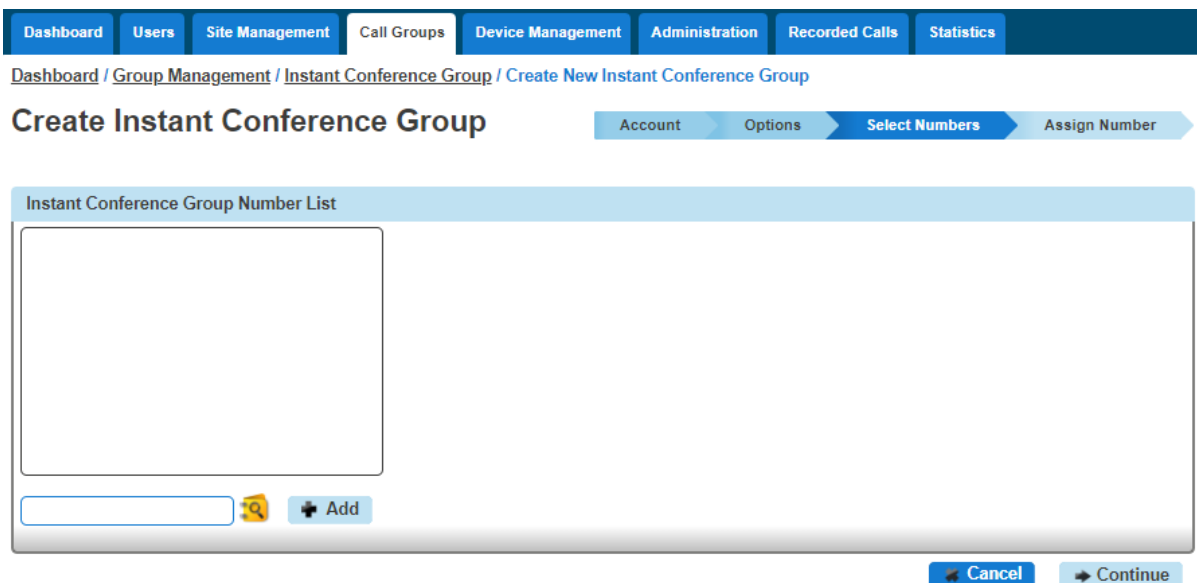 Dashboard Users Site Management Call Groups Device Management Administration Recorded Calls Statistics
Dashboard / Group Management / Instant Conference Group / Create New Instant Conference Group
Create Instant Conference Group Account Options Select Numbers Assign Number
Instant Conference Group Number List
Add
Cancel Continue